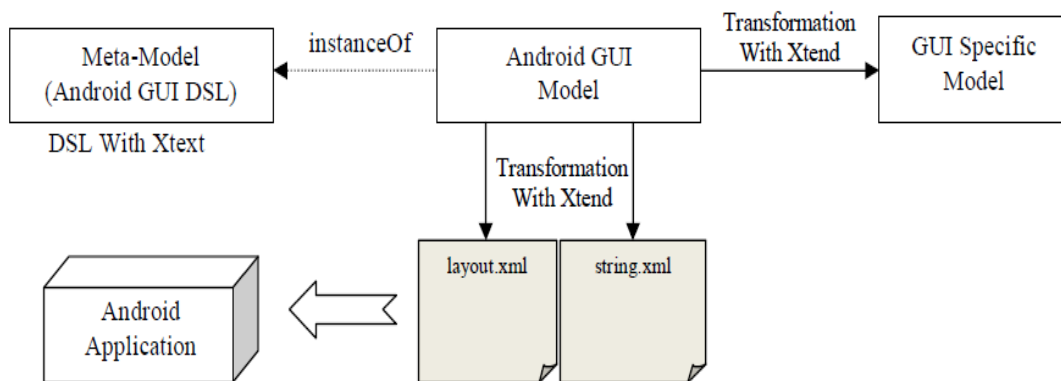 Meta-Model
(Android GUI DSL)
DSL With Xtext
instanceOf
Android GUI
Model
Transformation
With Xtend
GUI Specific
Model
Transformation
With Xtend
layout.xml
string.xml
Android
Application